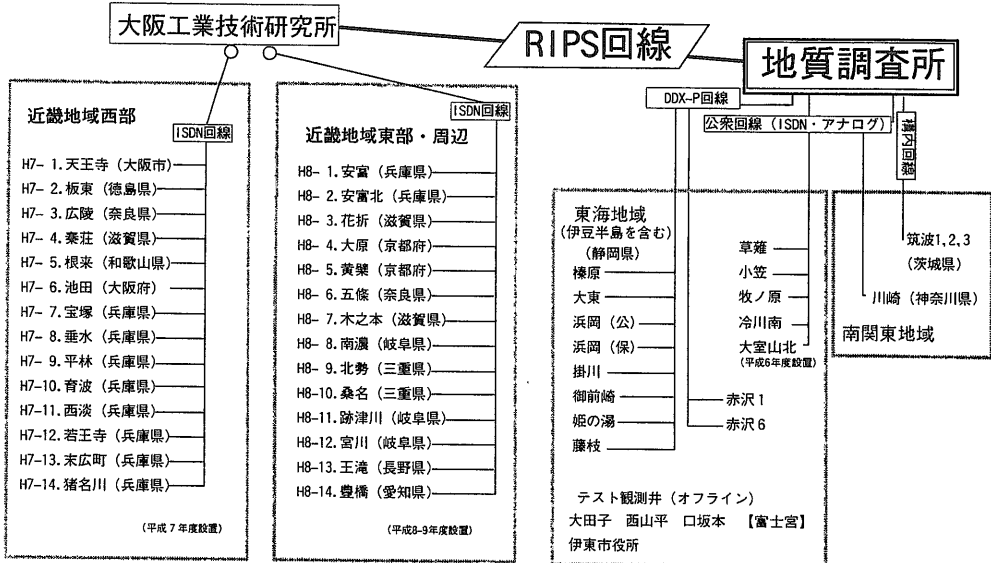 大阪工業技術研究所
RIPS回線
地質調査所
DDX-P回線
公衆回線(ISDN・アナログ)
構内回線
近畿地域西部
ISDN回線
H7- 1. 天王寺(大阪市)
H7- 2. 板東(徳島県)
H7- 3. 広陵(奈良県)
H7- 4. 秦荘(滋賀県)
H7- 5. 根来(和歌山県)
H7- 6. 池田(大阪府)
H7- 7. 宝塚(兵庫県)
H7- 8. 垂水(兵庫県)
H7- 9. 平林(兵庫県)
H7-10. 育波(兵庫県)
H7-11. 西淡(兵庫県)
H7-12. 若王寺(兵庫県)
H7-13. 末広町(兵庫県)
H7-14. 猪名川(兵庫県)
(平成7年度設置)
ISDN回線
近畿地域東部・周辺
H8- 1. 安富(兵庫県)
H8- 2. 安富北(兵庫県)
H8- 3. 花折(滋賀県)
H8- 4. 大原(京都府)
H8- 5. 黄檗(京都府)
H8- 6. 五條(奈良県)
H8- 7. 木之本(滋賀県)
H8- 8. 南濃(岐阜県)
H8- 9. 北勢(三重県)
H8-10. 桑名(三重県)
H8-11. 跡津川(岐阜県)
H8-12. 宮川(岐阜県)
H8-13. 王滝(長野県)
H8-14. 豊橋(愛知県)
(平成8-9年度設置)
東海地域
(伊豆半島を含む)
(静岡県)
榛原
大東
浜岡(公)
浜岡(保)
掛川
御前崎
姫の湯
藤枝
草薙
小笠
牧ノ原
冷川南
大室山北
(平成6年度設置)
赤沢1
赤沢6
テスト観測井(オフライン)
大田子 西山平 口坂本 【富士宮】
伊東市役所
筑波1,2,3
(茨城県)
川崎(神奈川県)
南関東地域